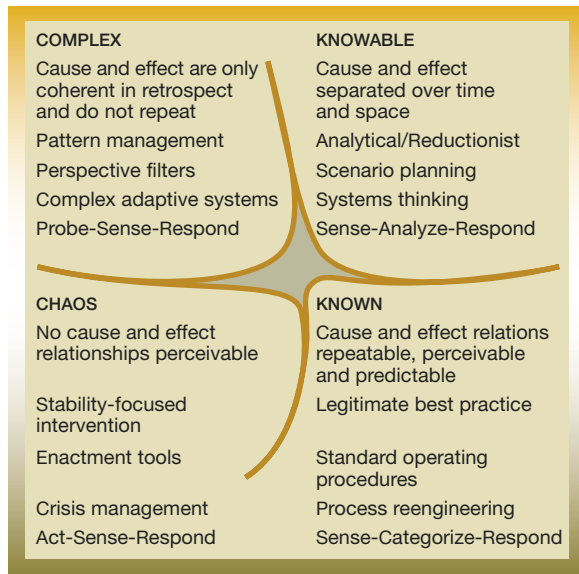 COMPLEX
Cause and effect are only
coherent in retrospect
and do not repeat
Pattern management
Perspective filters
Complex adaptive systems
Probe-Sense-Respond
KNOWABLE
Cause and effect
separated over time
and space
Analytical/Reductionist
Scenario planning
Systems thinking
Sense-Analyze-Respond
CHAOS
No cause and effect
relationships perceivable
Stability-focused
intervention
Enactment tools
Crisis management
Act-Sense-Respond
KNOWN
Cause and effect relations
repeatable, perceivable
and predictable
Legitimate best practice
Standard operating
procedures
Process reengineering
Sense-Categorize-Respond